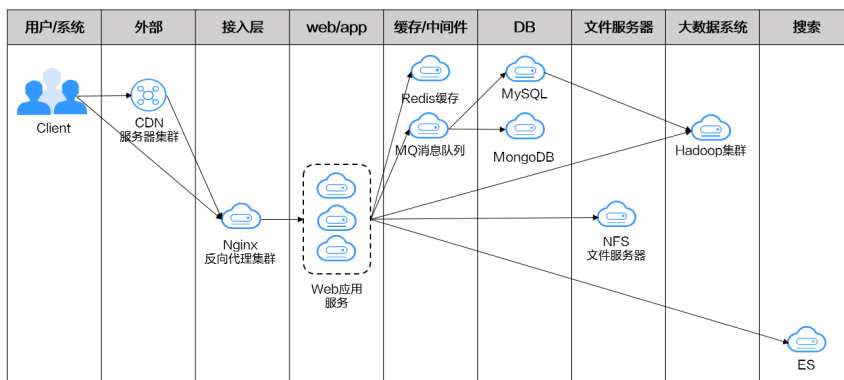 用户/系统
外部
接入层
web/app
缓存/中间件
DB
文件服务器
大数据系统
搜索
Client
CDN
服务器集群
Nginx
反向代理集群
Web应用
服务
Redis缓存
MQ消息队列
MySQL
MongoDB
NFS
文件服务器
Hadoop集群
ES